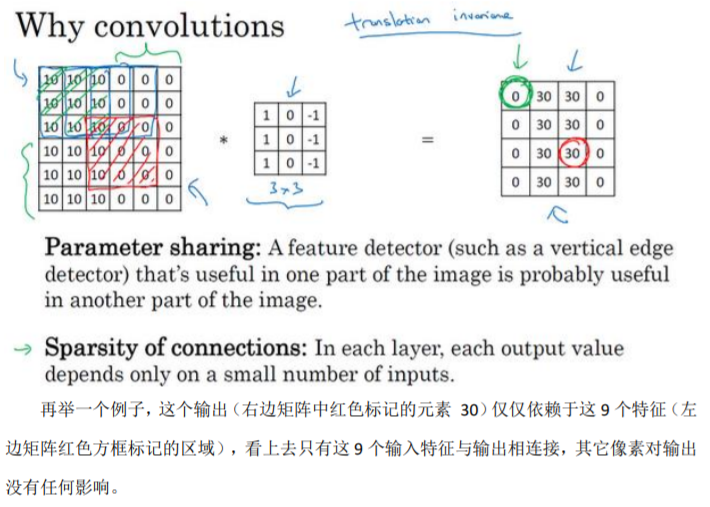 Why convolutions
translation invariance
10 10 10 0 0 0
10 10 10 0 0 0
10 10 10 0 0 0
10 10 10 0 0 0
10 10 10 0 0 0
10 10 10 0 0 0
*
1 0 -1
1 0 -1
1 0 -1
3×3
=
0 30 30 0
0 30 30 0
0 30 30 0
0 30 30 0
Parameter sharing: A feature detector (such as a vertical edge
detector) that's useful in one part of the image is probably useful
in another part of the image.
→ Sparsity of connections: In each layer, each output value
depends only on a small number of inputs.
再举一个例子，这个输出（右边矩阵中红色标记的元素 30）仅仅依赖于这 9 个特征（左
边矩阵红色方框标记的区域），看上去只有这 9 个输入特征与输出相连接，其它像素对输出
没有任何影响。